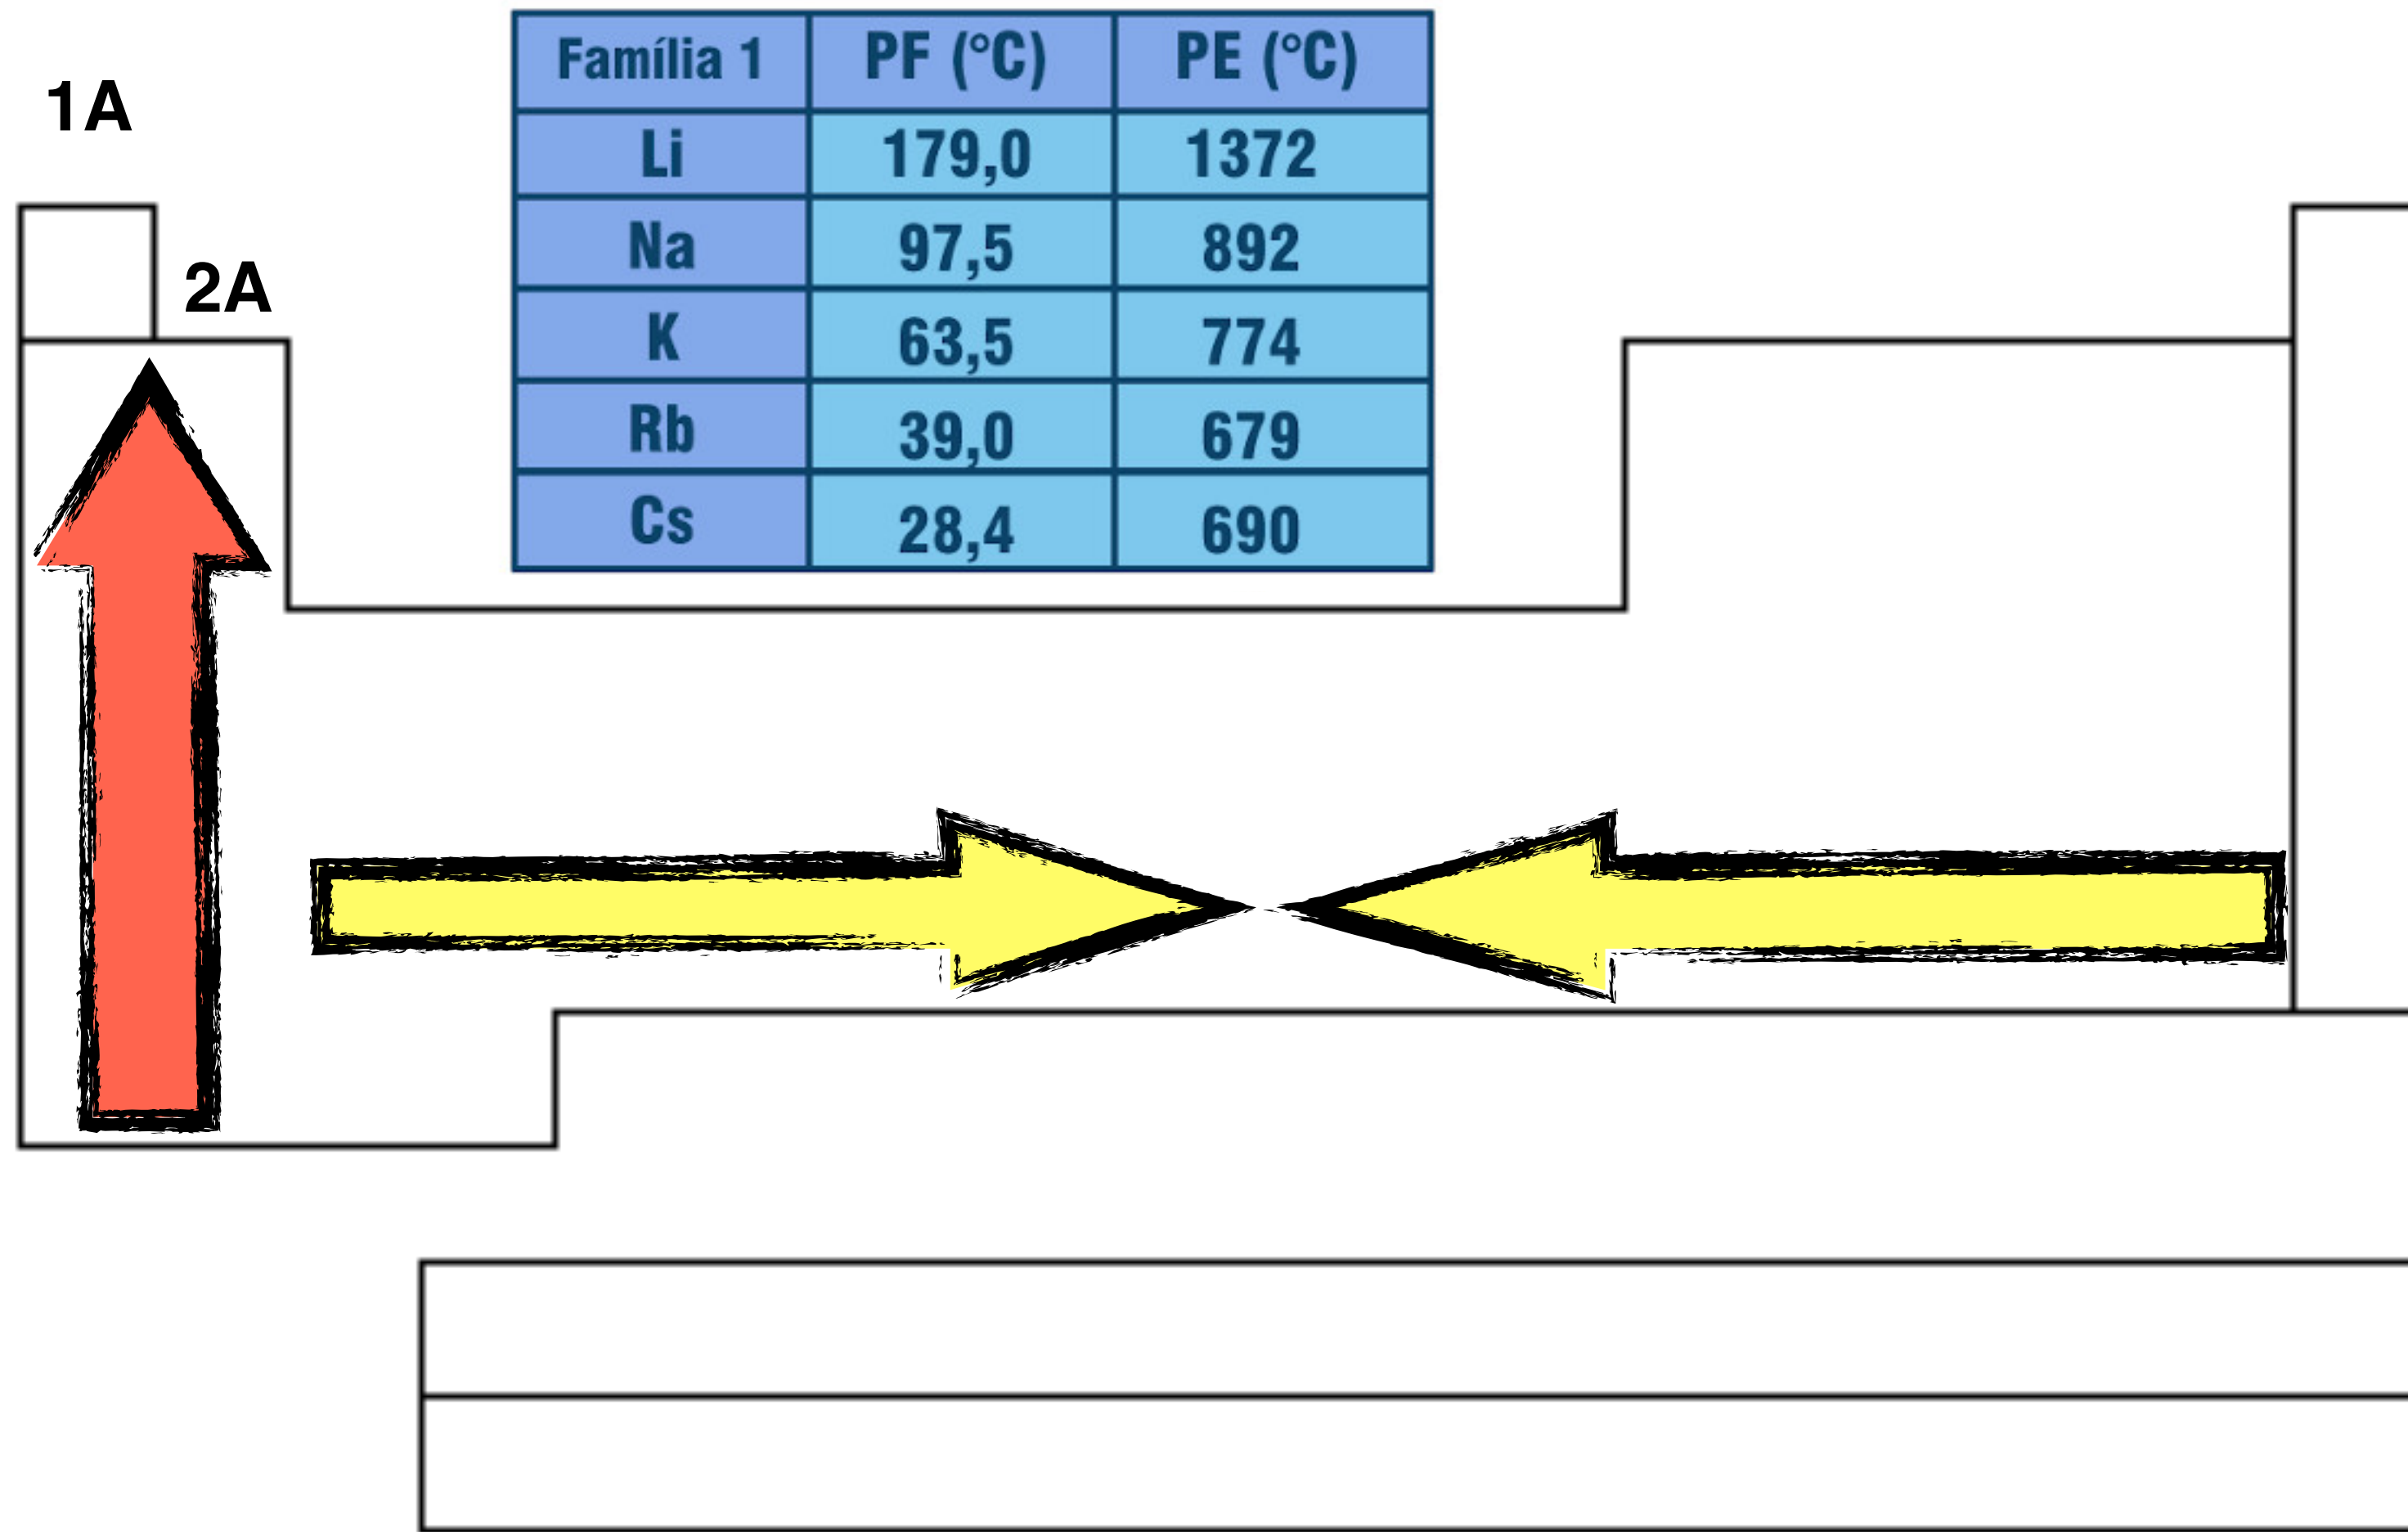 1A
2A
Família 1 PF (°C) PE (°C)
Li 179,0 1372
Na 97,5 892
K 63,5 774
Rb 39,0 679
Cs 28,4 690